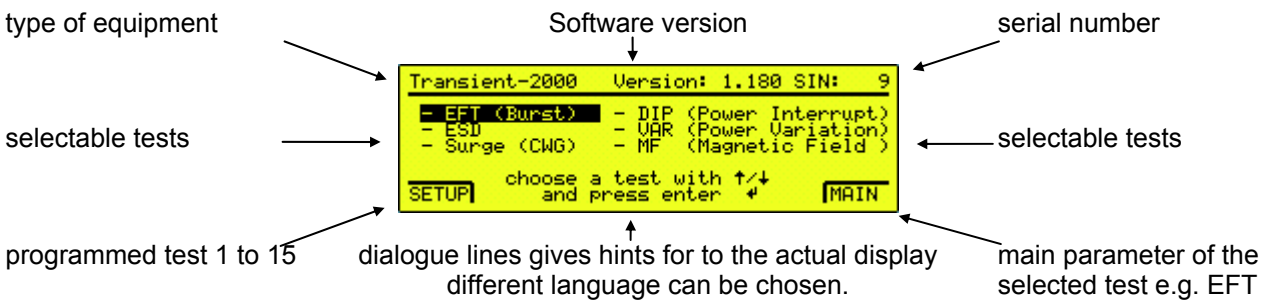 type of equipment Software version serial number
Transient-2000 Version: 1.180 SIN: 9
- EFT (Burst) - DIP (Power Interrupt)
- ESD - VAR (Power Variation)
- Surge (CWG) - MF (Magnetic Field )
selectable tests selectable tests
choose a test with ↑/↓
SETUP and press enter ↵ MAIN
programmed test 1 to 15 dialogue lines gives hints for to the actual display main parameter of the
different language can be chosen. selected test e.g. EFT